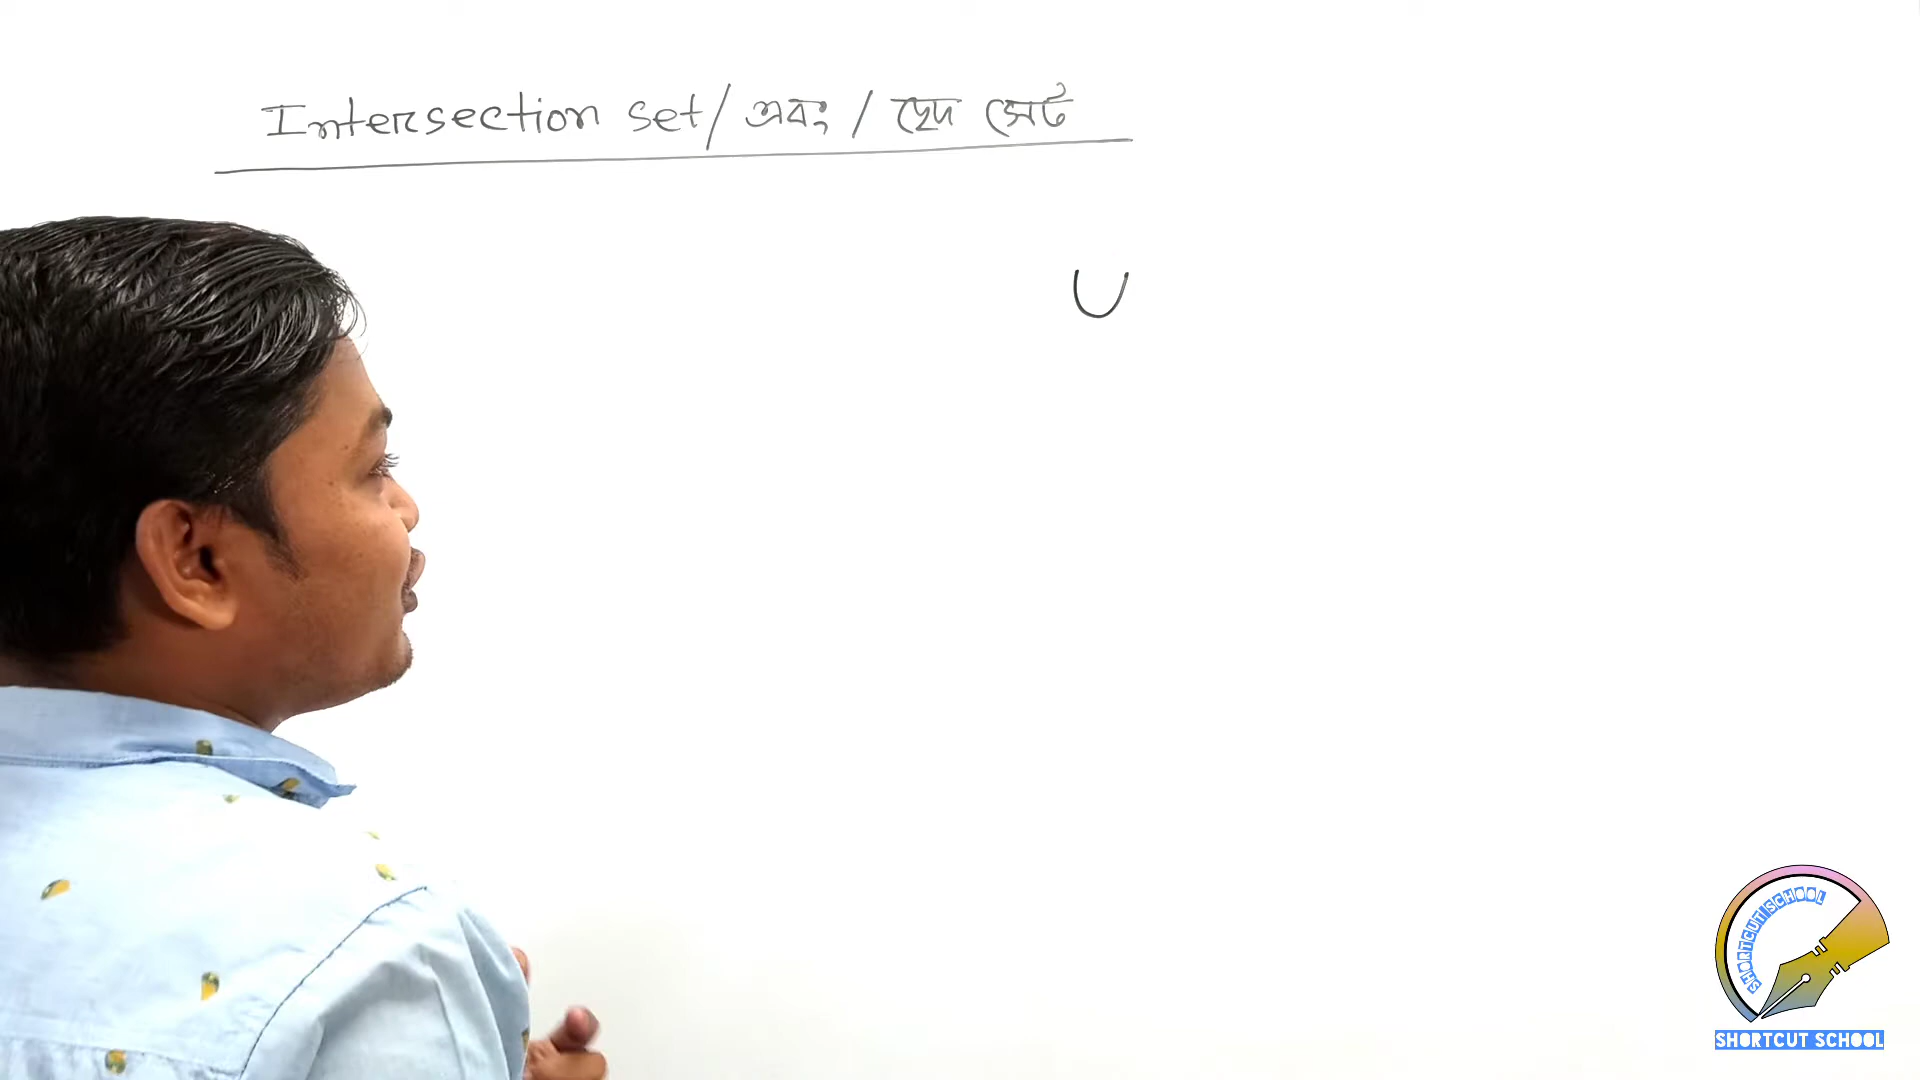 Intersection set / এবং / ছেদ সেট
∪
SHORTCUT SCHOOL
SHORTCUT SCHOOL